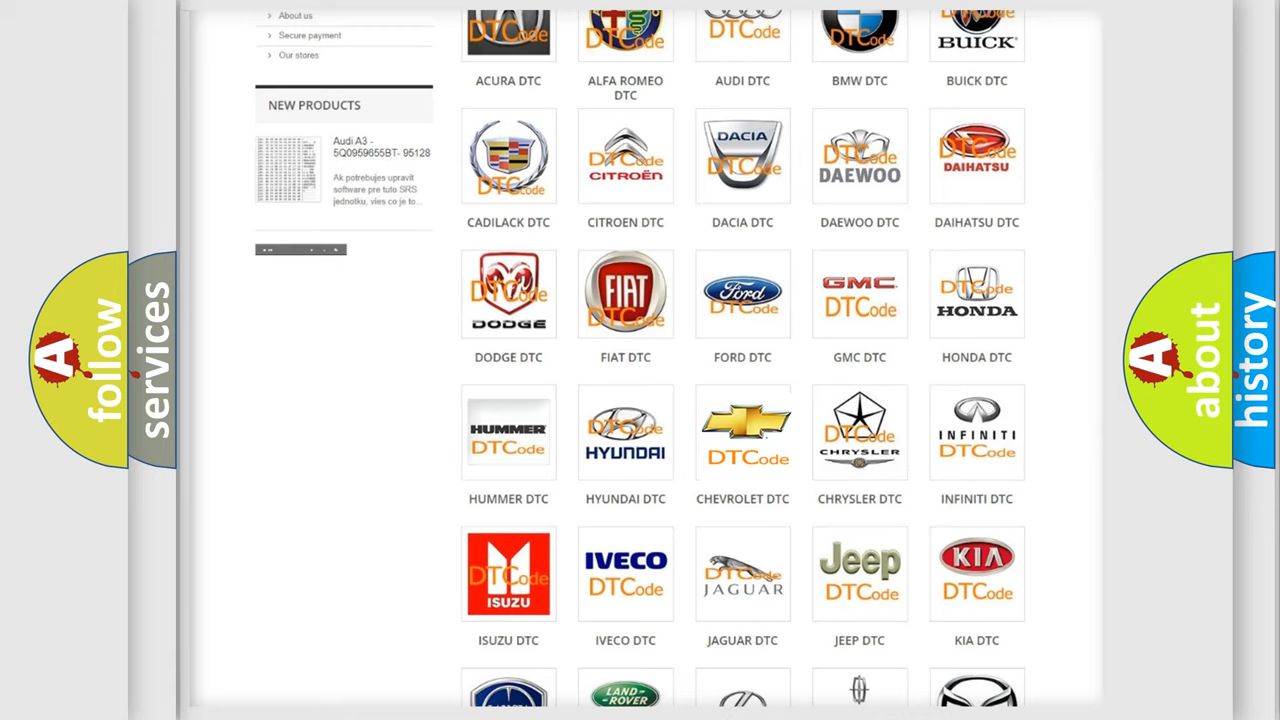 About us
Secure payment
Our stores
NEW PRODUCTS
Audi A3 -
5Q0959655BT- 95128
Ak potrebujes upravit
software pre tuto SRS
jednotku, vies co je to...
DTCode
DTCode
DTCode
DTCode
BUICK
ACURA DTC
ALFA ROMEO
DTC
AUDI DTC
BMW DTC
BUICK DTC
DTCode
DTCode
CITROËN
DACIA
DTCode
DTCode
DAEWOO
DTCode
DAIHATSU
CADILACK DTC
CITROEN DTC
DACIA DTC
DAEWOO DTC
DAIHATSU DTC
DTCode
DODGE
FIAT
DTCode
Ford
DTCode
GMC
DTCode
DTCode
HONDA
DODGE DTC
FIAT DTC
FORD DTC
GMC DTC
HONDA DTC
HUMMER
DTCode
DTCode
HYUNDAI
DTCode
DTCode
CHRYSLER
INFINITI
DTCode
HUMMER DTC
HYUNDAI DTC
CHEVROLET DTC
CHRYSLER DTC
INFINITI DTC
DTCode
ISUZU
IVECO
DTCode
DTCode
JAGUAR
Jeep
DTCode
KIA
DTCode
ISUZU DTC
IVECO DTC
JAGUAR DTC
JEEP DTC
KIA DTC
LAND-
ROVER
A
follow
services
A
about
history